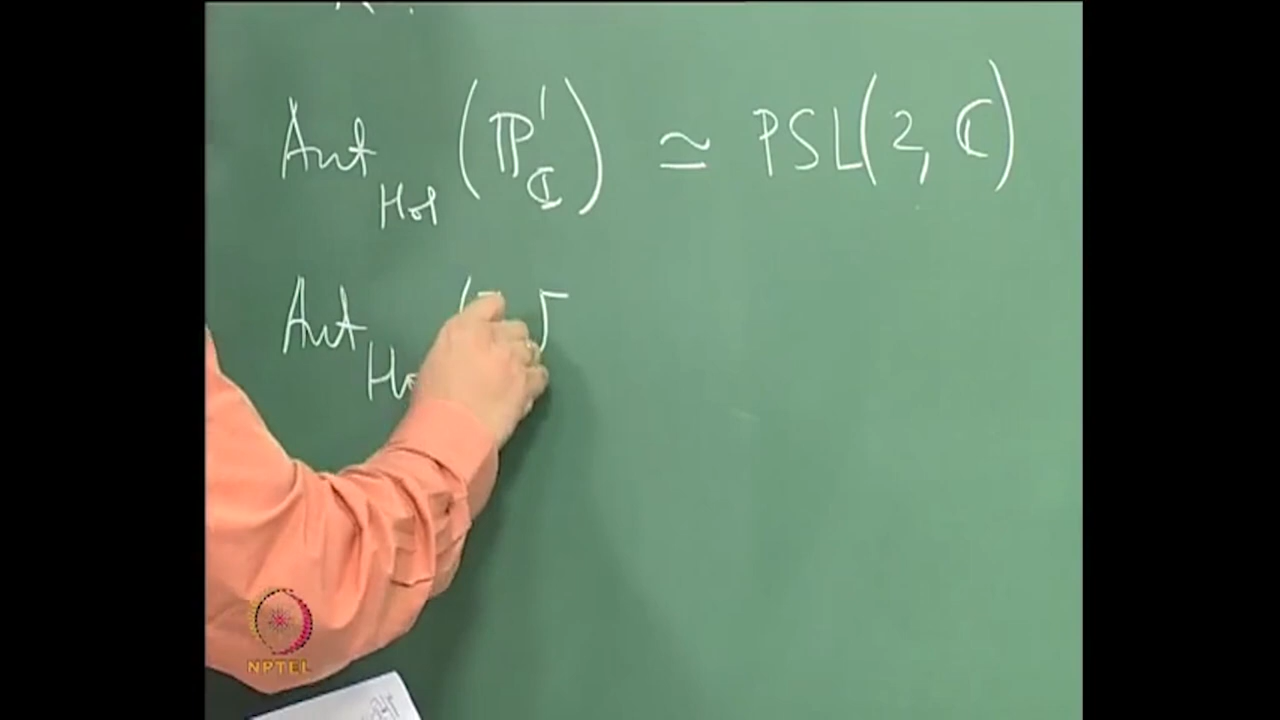 Aut_Hol (ℙ¹_ℂ) ≃ PSL(2, ℂ)
Aut
NPTEL